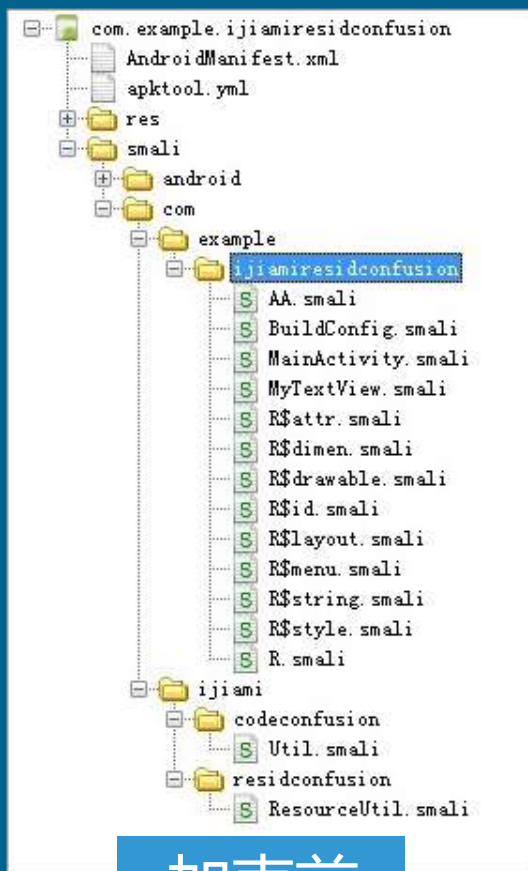 com.example.ijiamiresidconfusion
AndroidManifest.xml
apktool.yml
res
smali
android
com
example
ijiamiresidconfusion
AA.smali
BuildConfig.smali
MainActivity.smali
MyTextView.smali
R$attr.smali
R$dimen.smali
R$drawable.smali
R$id.smali
R$layout.smali
R$menu.smali
R$string.smali
R$style.smali
R.smali
ijiami
codeconfusion
Util.smali
residconfusion
ResourceUtil.smali